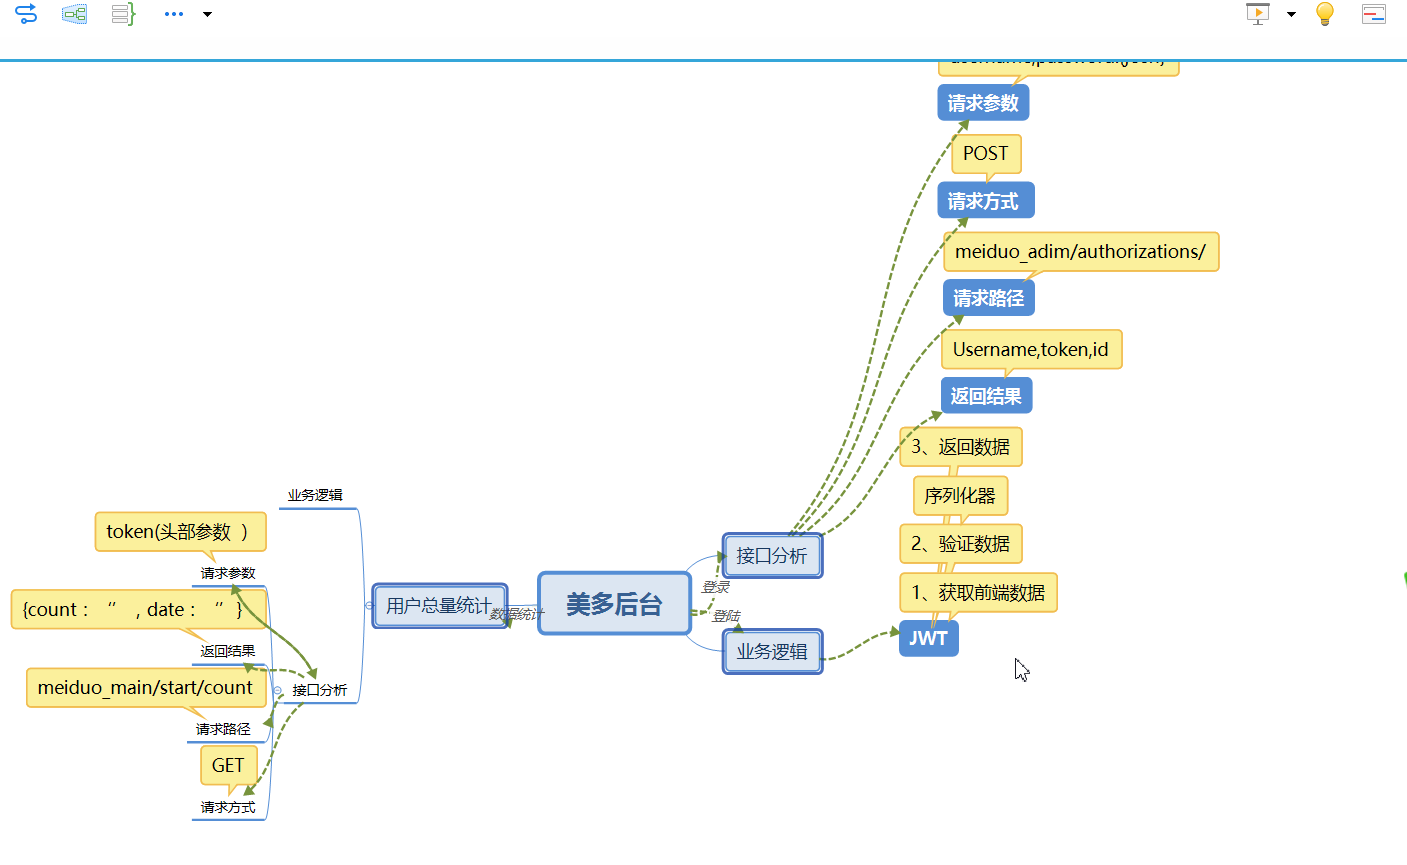 请求参数
POST
请求方式
meiduo_adim/authorizations/
请求路径
Username,token,id
返回结果
3、返回数据
序列化器
2、验证数据
1、获取前端数据
JWT
接口分析
登录
登陆
业务逻辑
美多后台
数据统计
用户总量统计
业务逻辑
token(头部参数 ）
请求参数
{count： ” ，date： ” }
返回结果
meiduo_main/start/count
接口分析
请求路径
GET
请求方式